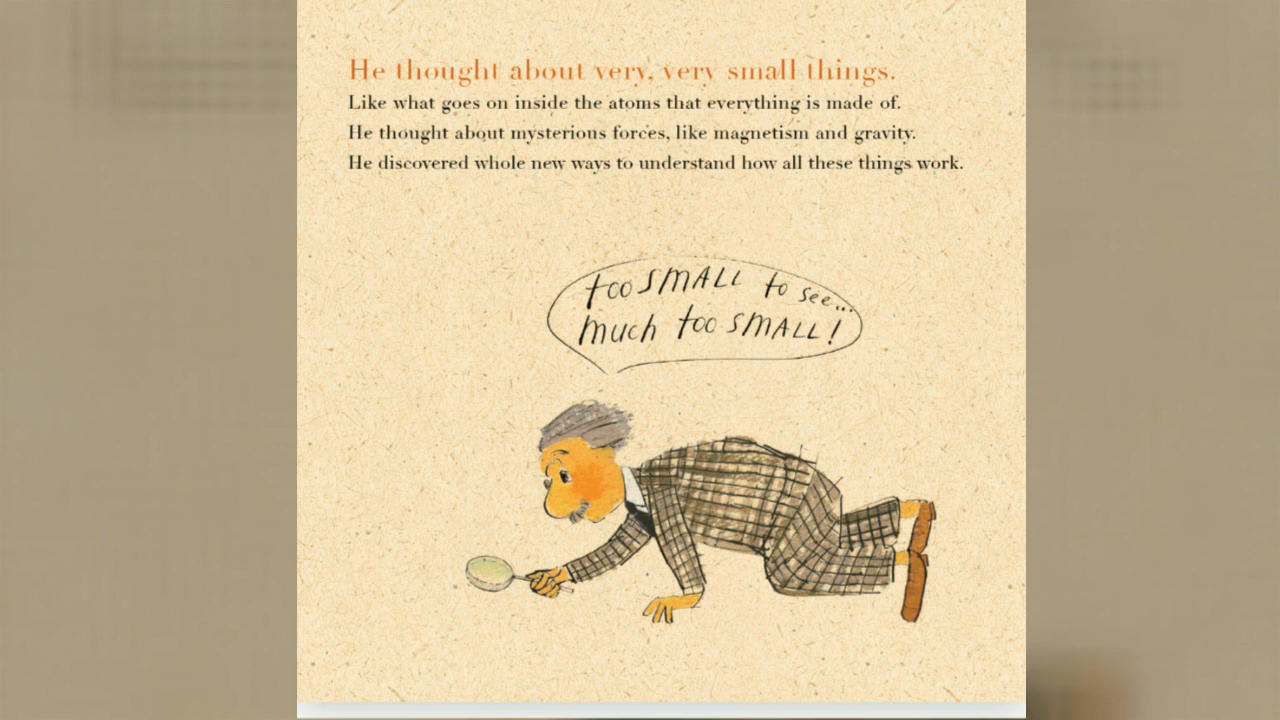 He thought about very, very small things.
Like what goes on inside the atoms that everything is made of.
He thought about mysterious forces, like magnetism and gravity.
He discovered whole new ways to understand how all these things work.
too SMALL to see...
much too SMALL!